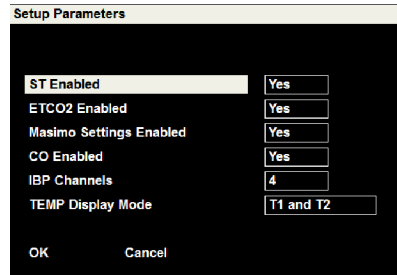 Setup Parameters
ST Enabled Yes
ETCO2 Enabled Yes
Masimo Settings Enabled Yes
CO Enabled Yes
IBP Channels 4
TEMP Display Mode T1 and T2
OK Cancel